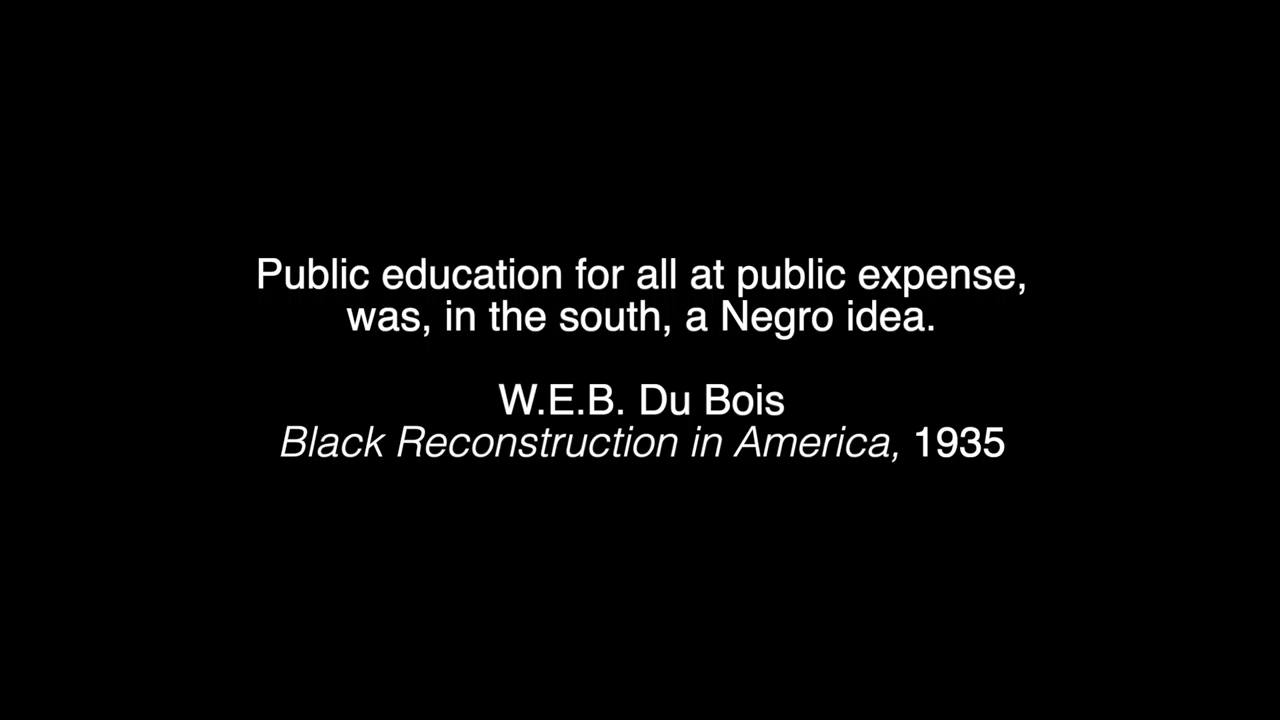 Public education for all at public expense,
was, in the south, a Negro idea.
W.E.B. Du Bois
Black Reconstruction in America, 1935